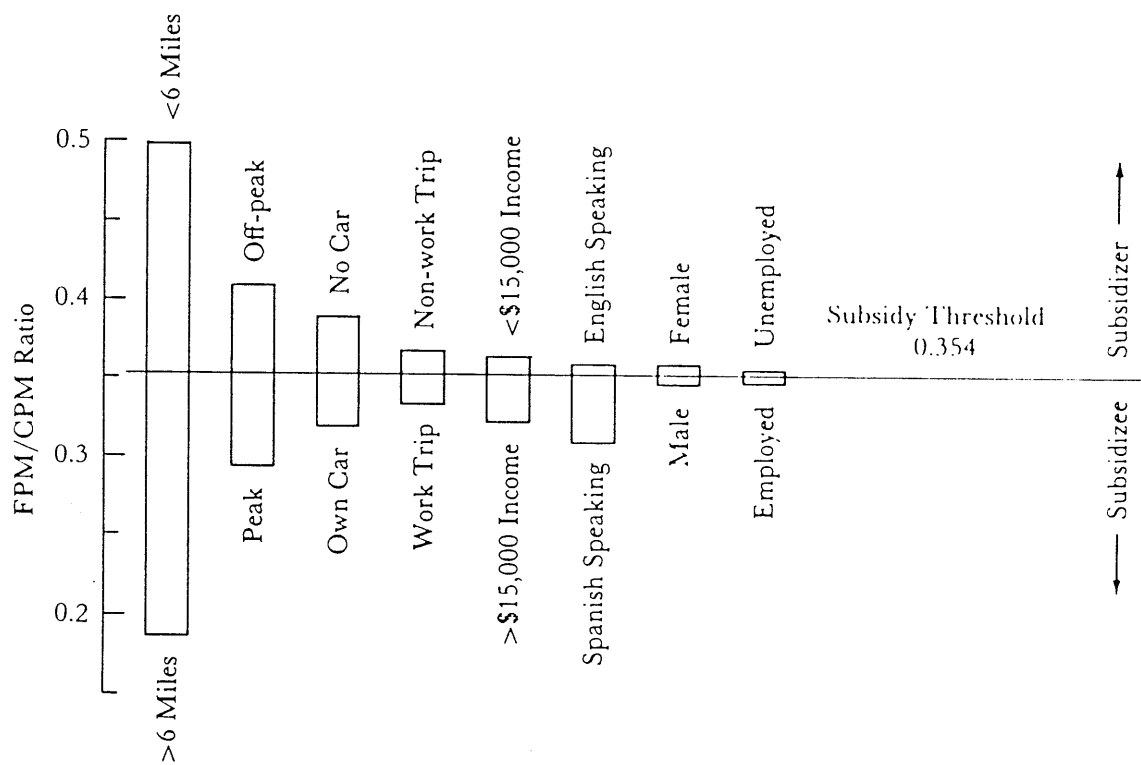 FPM/CPM Ratio
0.5
0.4
0.3
0.2
<6 Miles
>6 Miles
Off-peak
Peak
No Car
Own Car
Non-work Trip
Work Trip
<$15,000 Income
>$15,000 Income
English Speaking
Spanish Speaking
Female
Male
Unemployed
Employed
Subsidy Threshold
0.354
Subsidizer
Subsidizee